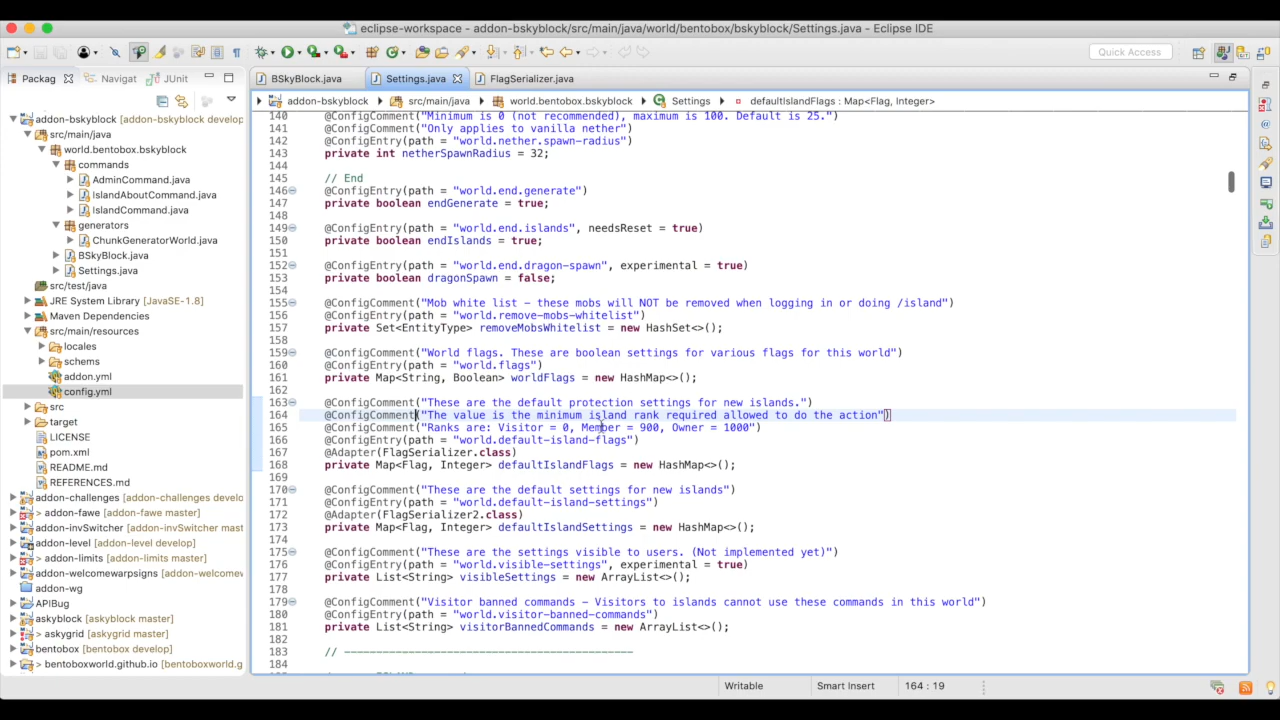 eclipse-workspace - addon-bskyblock/src/main/java/world/bentobox/bskyblock/Settings.java - Eclipse IDE
Quick Access
Packag
Navigat
JUnit
BSkyBlock.java
Settings.java
FlagSerializer.java
addon-bskyblock
src/main/java
world.bentobox.bskyblock
Settings
defaultIslandFlags : Map<Flag, Integer>
addon-bskyblock [addon-bskyblock develop
src/main/java
world.bentobox.bskyblock
commands
AdminCommand.java
IslandAboutCommand.java
IslandCommand.java
generators
ChunkGeneratorWorld.java
BSkyBlock.java
Settings.java
src/test/java
JRE System Library [JavaSE-1.8]
Maven Dependencies
src/main/resources
locales
schems
addon.yml
config.yml
src
target
LICENSE
pom.xml
README.md
REFERENCES.md
addon-challenges [addon-challenges develo
> addon-fawe [addon-fawe master]
addon-invSwitcher [addon-invSwitcher mast
addon-level [addon-level develop]
> addon-limits [addon-limits master]
addon-welcomewarpsigns [addon-welcomew
addon-wg
APIBug
askyblock [askyblock master]
> askygrid [askygrid master]
bentobox [bentobox develop]
> bentoboxworld.github.io [bentoboxworld.g
140 @ConfigComment("Minimum is 0 (not recommended), maximum is 100. Default is 25.")
141 @ConfigComment("Only applies to vanilla nether")
142 @ConfigEntry(path = "world.nether.spawn-radius")
143 private int netherSpawnRadius = 32;
144
145 // End
146 @ConfigEntry(path = "world.end.generate")
147 private boolean endGenerate = true;
148
149 @ConfigEntry(path = "world.end.islands", needsReset = true)
150 private boolean endIslands = true;
151
152 @ConfigEntry(path = "world.end.dragon-spawn", experimental = true)
153 private boolean dragonSpawn = false;
154
155 @ConfigComment("Mob white list - these mobs will NOT be removed when logging in or doing /island")
156 @ConfigEntry(path = "world.remove-mobs-whitelist")
157 private Set<EntityType> removeMobsWhitelist = new HashSet<>();
158
159 @ConfigComment("World flags. These are boolean settings for various flags for this world")
160 @ConfigEntry(path = "world.flags")
161 private Map<String, Boolean> worldFlags = new HashMap<>();
162
163 @ConfigComment("These are the default protection settings for new islands.")
164 @ConfigComment("The value is the minimum island rank required allowed to do the action")
165 @ConfigComment("Ranks are: Visitor = 0, Member = 900, Owner = 1000")
166 @ConfigEntry(path = "world.default-island-flags")
167 @Adapter(FlagSerializer.class)
168 private Map<Flag, Integer> defaultIslandFlags = new HashMap<>();
169
170 @ConfigComment("These are the default settings for new islands")
171 @ConfigEntry(path = "world.default-island-settings")
172 @Adapter(FlagSerializer2.class)
173 private Map<Flag, Integer> defaultIslandSettings = new HashMap<>();
174
175 @ConfigComment("These are the settings visible to users. (Not implemented yet)")
176 @ConfigEntry(path = "world.visible-settings", experimental = true)
177 private List<String> visibleSettings = new ArrayList<>();
178
179 @ConfigComment("Visitor banned commands - Visitors to islands cannot use these commands in this world")
180 @ConfigEntry(path = "world.visitor-banned-commands")
181 private List<String> visitorBannedCommands = new ArrayList<>();
182
183 // ---------------------------------------------
184
Writable
Smart Insert
164 : 19